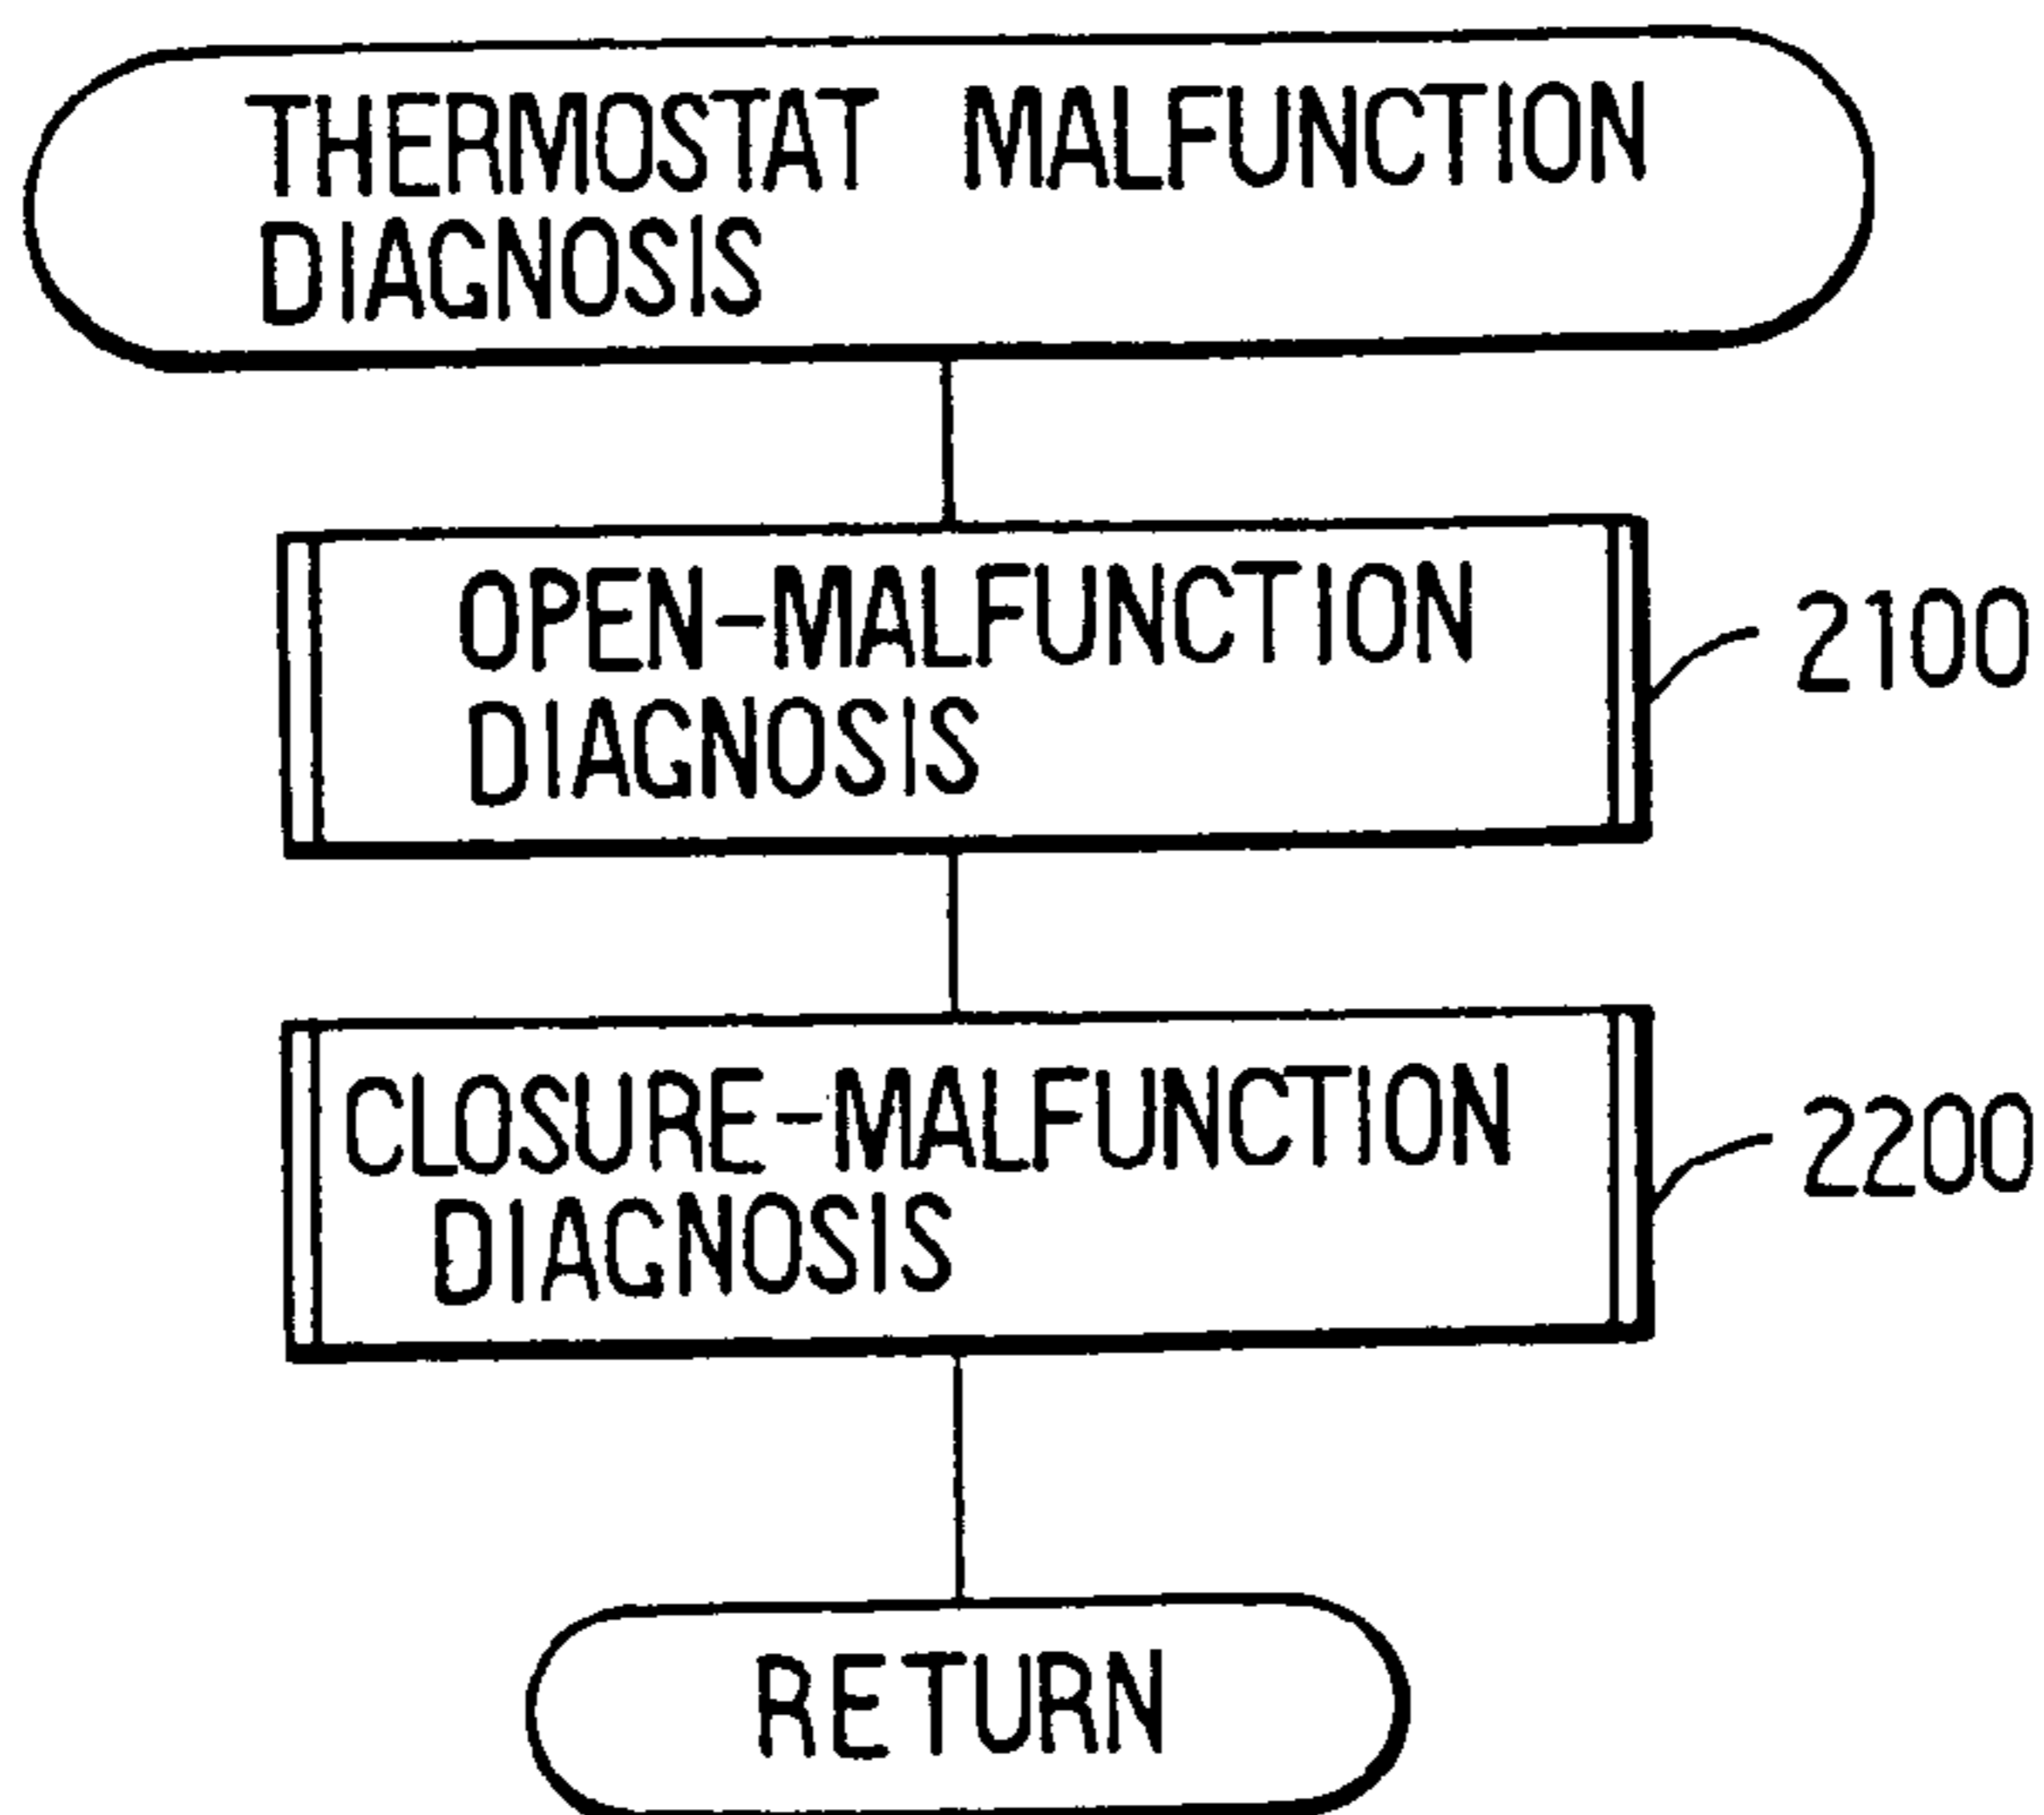 THERMOSTAT MALFUNCTION
DIAGNOSIS
OPEN-MALFUNCTION
DIAGNOSIS
2100
CLOSURE-MALFUNCTION
DIAGNOSIS
2200
RETURN